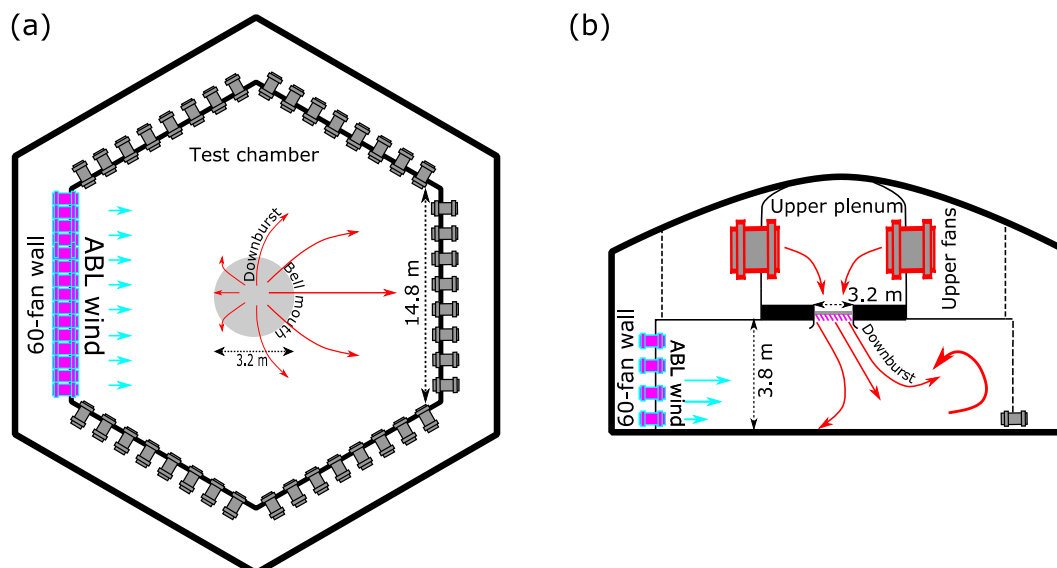 (a)
Test chamber
60-fan wall
ABL wind
Downburst
Bell mouth
3.2 m
14.8 m
(b)
Upper plenum
Upper fans
3.2 m
60-fan wall
ABL wind
3.8 m
Downburst